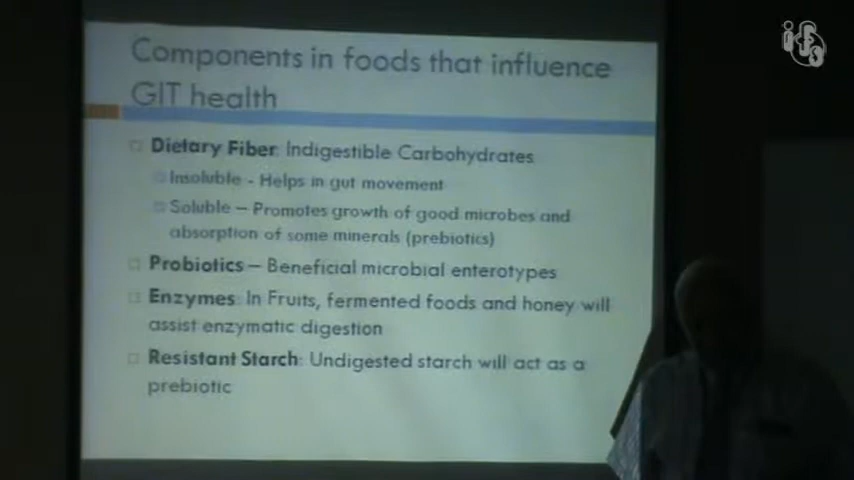 Components in foods that influence
GIT health
Dietary Fiber: Indigestible Carbohydrates
Insoluble - Helps in gut movement
Soluble – Promotes growth of good microbes and
absorption of some minerals (prebiotics)
Probiotics – Beneficial microbial enterotypes
Enzymes: In Fruits, fermented foods and honey will
assist enzymatic digestion
Resistant Starch: Undigested starch will act as a
prebiotic